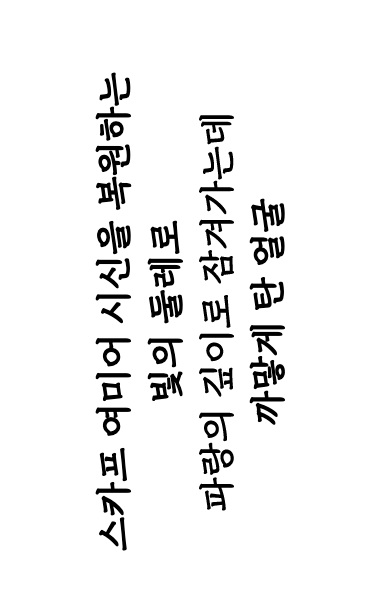 스카프 여미어 시신을 복원하는
빛의 둘레로
파랑의 깊이로 잠겨가는데
까맣게 탄 얼굴